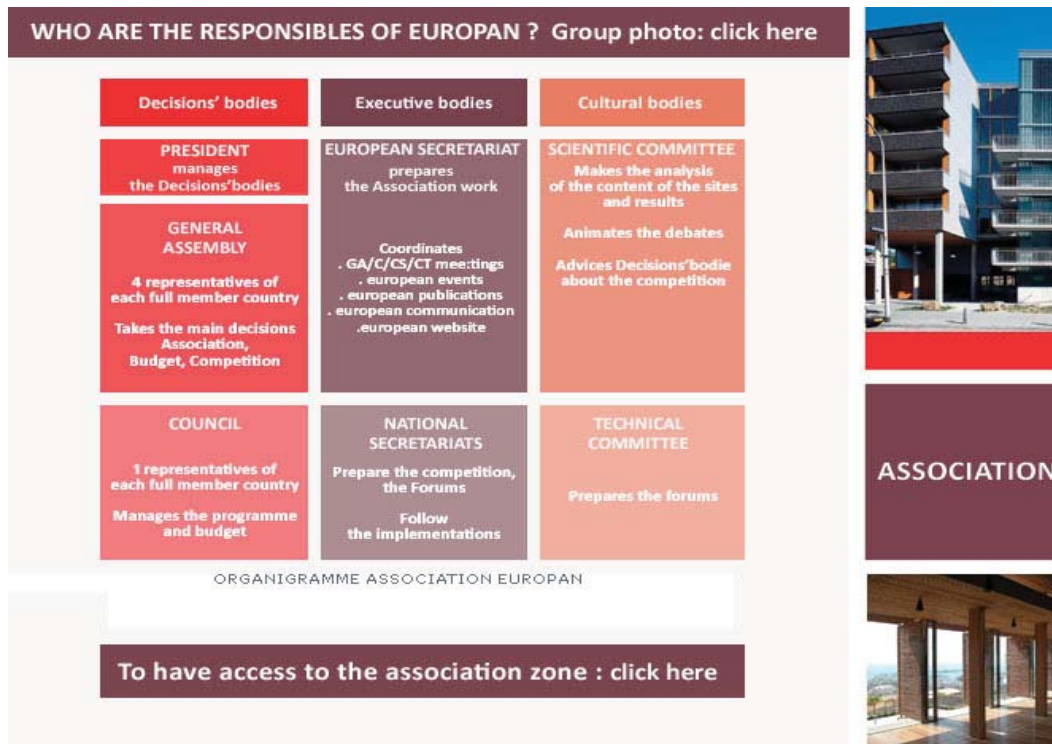 WHO ARE THE RESPONSIBLES OF EUROPAN ? Group photo: click here
Decisions' bodies
PRESIDENT
manages
the Decisions'bodies
GENERAL
ASSEMBLY
4 representatives of
each full member country
Takes the main decisions
Association,
Budget, Competition
COUNCIL
1 representatives of
each full member country
Manages the programme
and budget
Executive bodies
EUROPEAN SECRETARIAT
prepares
the Association work
Coordinates
. GA/C/CS/CT mee:tings
. european events
. european publications
. european communication
.european website
NATIONAL
SECRETARIATS
Prepare the competition,
the Forums
Follow
the implementations
Cultural bodies
SCIENTIFIC COMMITTEE
Makes the analysis
of the content of the sites
and results
Animates the debates
Advices Decisions'bodie
about the competition
TECHNICAL
COMMITTEE
Prepares the forums
ORGANIGRAMME ASSOCIATION EUROPAN
To have access to the association zone : click here
ASSOCIATION